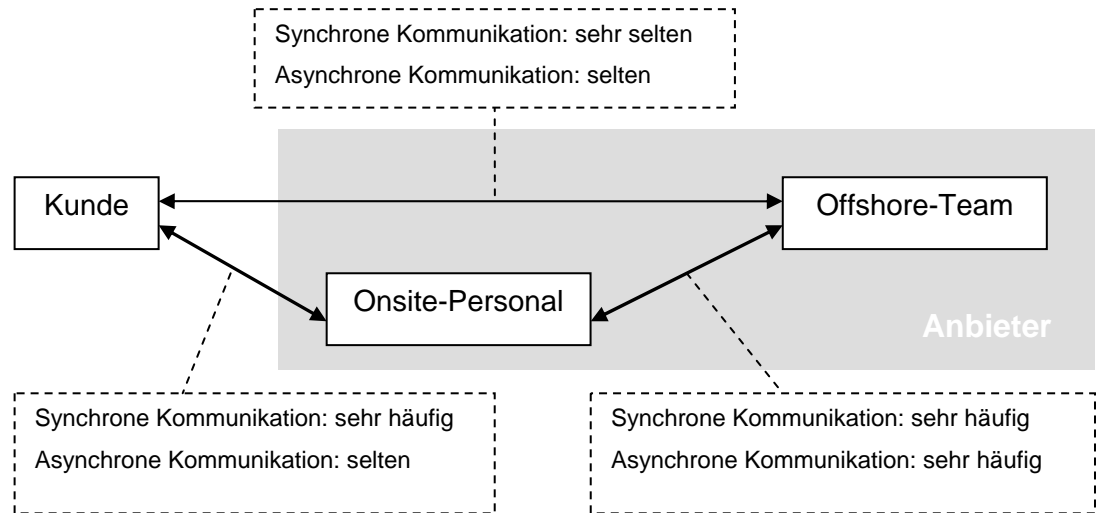 Synchrone Kommunikation: sehr selten
Asynchrone Kommunikation: selten
Kunde
Offshore-Team
Onsite-Personal
Anbieter
Synchrone Kommunikation: sehr häufig
Asynchrone Kommunikation: selten
Synchrone Kommunikation: sehr häufig
Asynchrone Kommunikation: sehr häufig